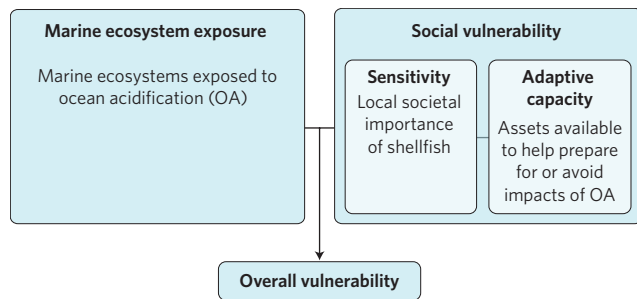 Marine ecosystem exposure
Marine ecosystems exposed to
ocean acidification (OA)
Social vulnerability
Sensitivity
Local societal
importance
of shellfish
Adaptive
capacity
Assets available
to help prepare
for or avoid
impacts of OA
Overall vulnerability